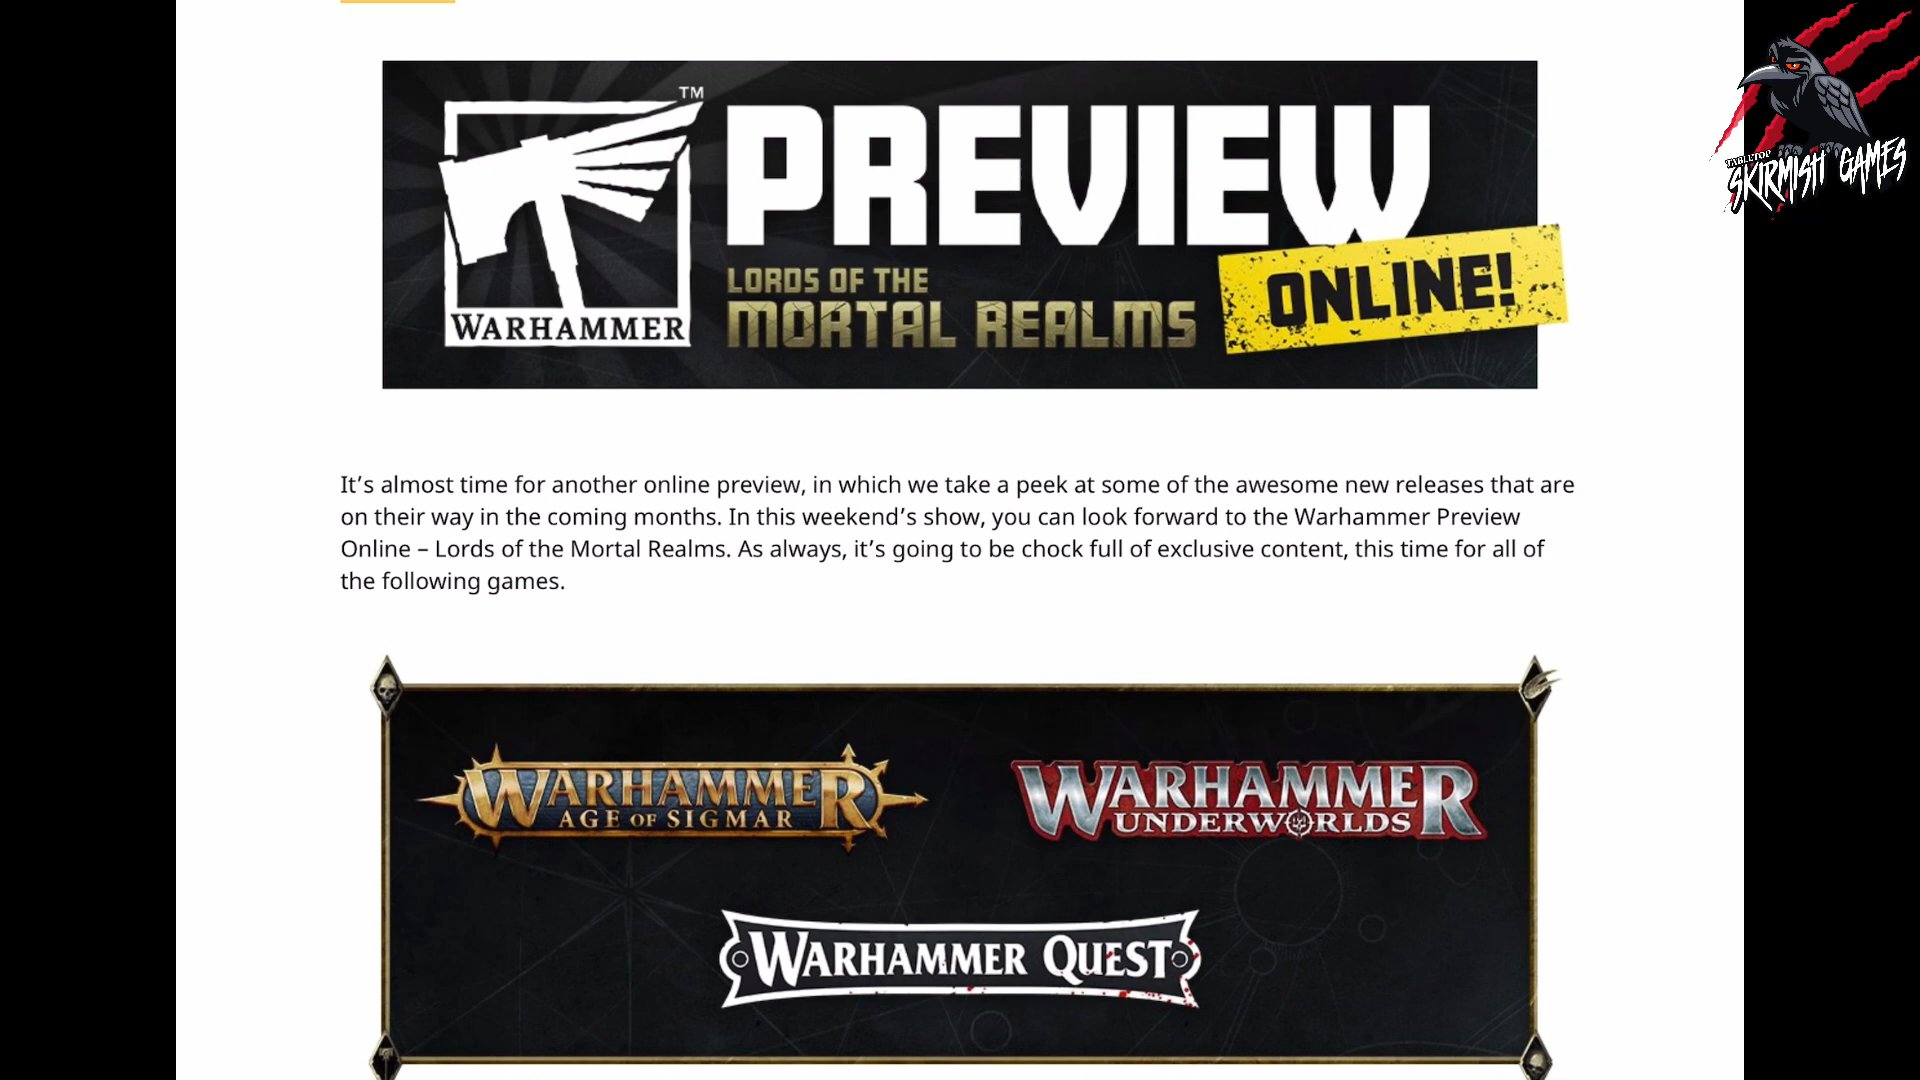 TM
PREVIEW
LORDS OF THE
MORTAL REALMS
ONLINE!
WARHAMMER
TABLETOP
SKIRMISH GAMES
It’s almost time for another online preview, in which we take a peek at some of the awesome new releases that are
on their way in the coming months. In this weekend’s show, you can look forward to the Warhammer Preview
Online – Lords of the Mortal Realms. As always, it’s going to be chock full of exclusive content, this time for all of
the following games.
WARHAMMER
AGE OF SIGMAR
WARHAMMER
UNDERWORLDS
WARHAMMER QUEST